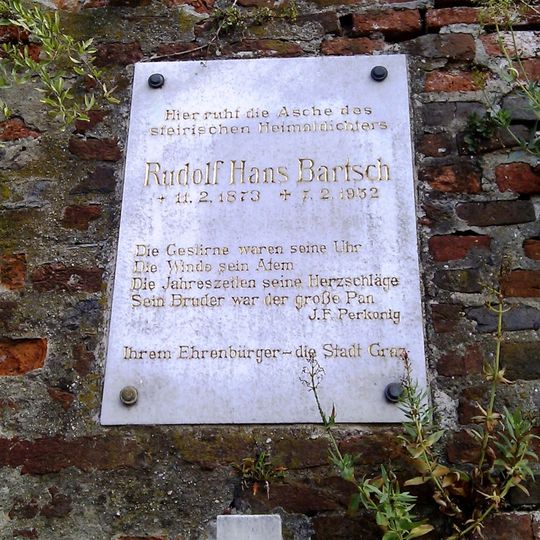 Hier ruht die Asche des
steirischen Heimatdichters
Rudolf Hans Bartsch
* 11. 2. 1873 + 7. 2. 1952
Die Gestirne waren seine Uhr
Die Winde sein Atem
Die Jahreszeiten seine Herzschläge
Sein Bruder war der große Pan
J. F. Perkonig
Ihrem Ehrenbürger - die Stadt Graz